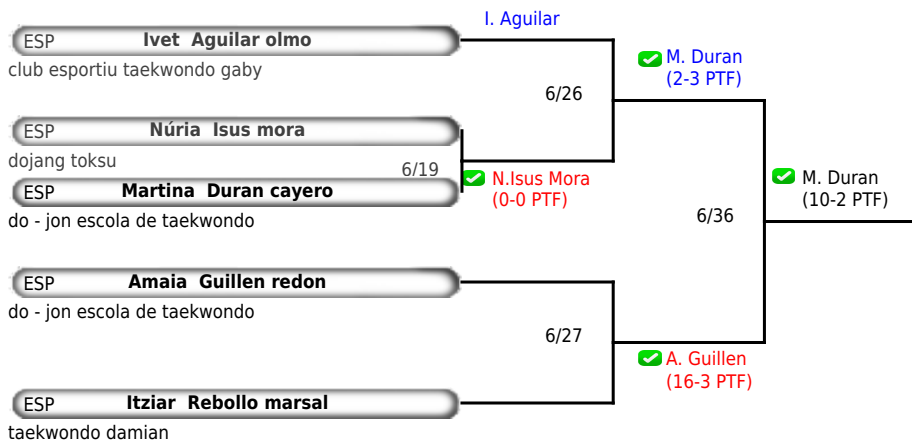 I. Aguilar
ESP Ivet Aguilar olmo
club esportiu taekwondo gaby
M. Duran
(2-3 PTF)
6/26
ESP Núria Isus mora
dojang toksu
6/19
N.Isus Mora
(0-0 PTF)
ESP Martina Duran cayero
do - jon escola de taekwondo
M. Duran
(10-2 PTF)
6/36
ESP Amaia Guillen redon
do - jon escola de taekwondo
6/27
A. Guillen
(16-3 PTF)
ESP Itziar Rebollo marsal
taekwondo damian